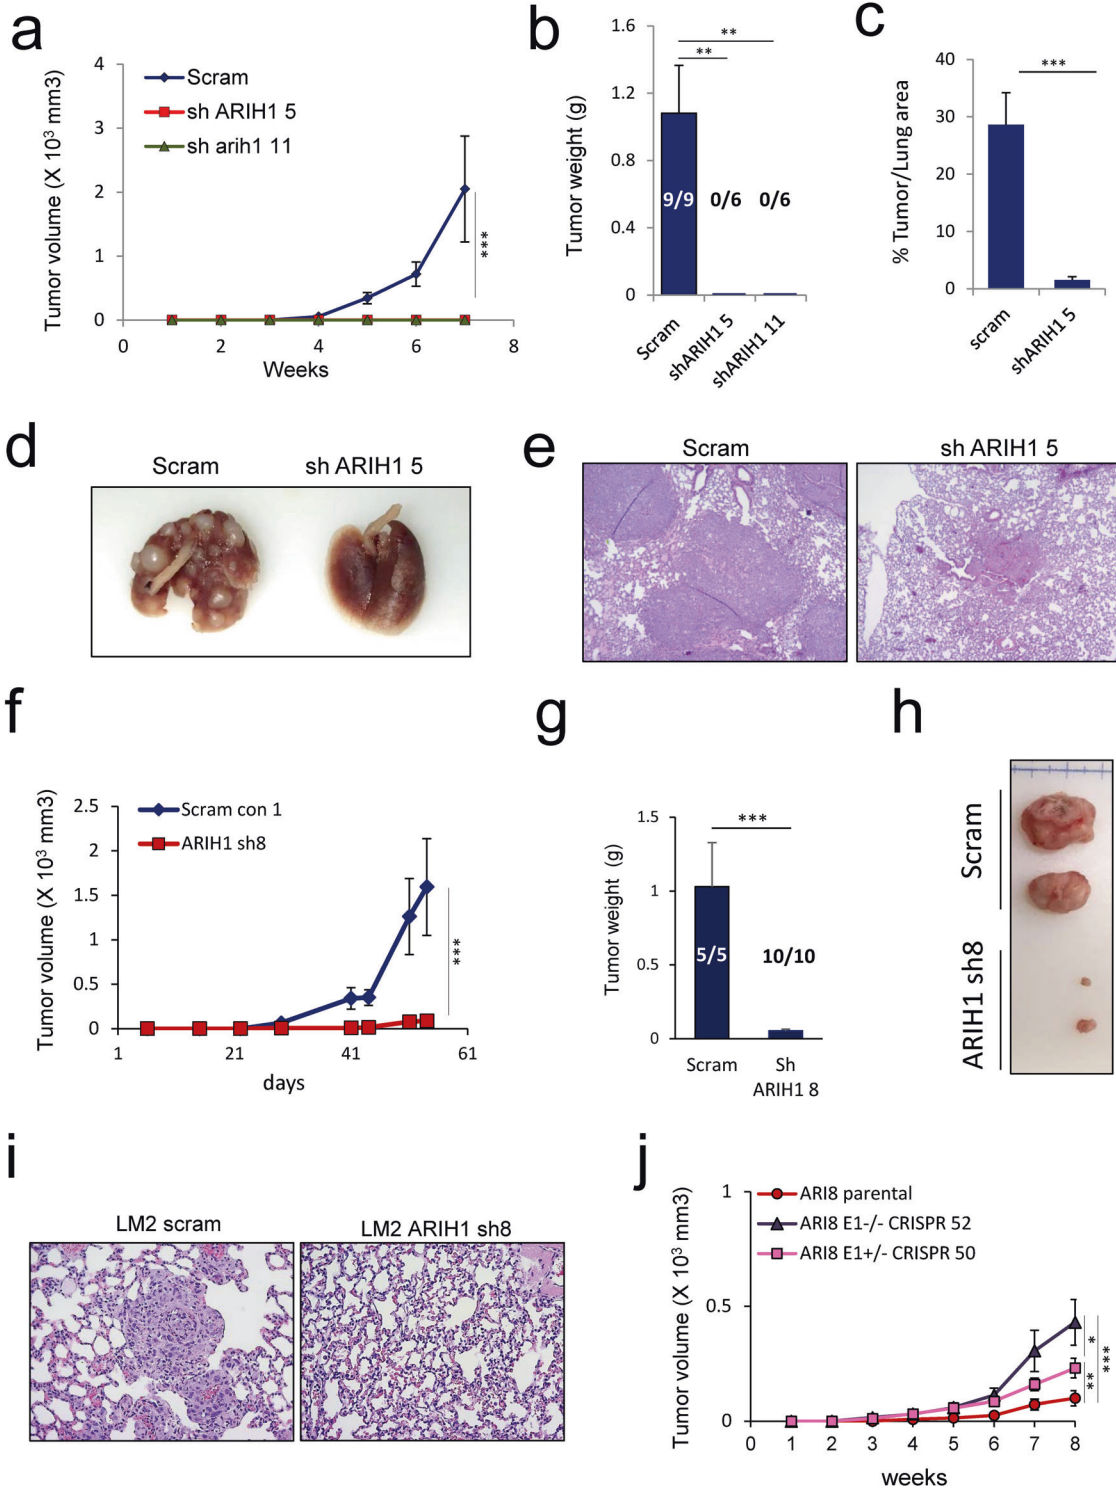 a
Tumor volume (X 10³ mm3)
4
3
2
1
0
Scram
sh ARIH1 5
sh arih1 11
***
0 2 4 6 8
Weeks
b
Tumor weight (g)
1.6
1.2
0.8
0.4
0
**
**
9/9 0/6 0/6
Scram shARIH1 5 shARIH1 11
c
% Tumor/Lung area
40
30
20
10
0
***
scram shARIH1 5
d
Scram sh ARIH1 5
e
Scram sh ARIH1 5
f
Tumor volume (X 10³ mm3)
2.5
2
1.5
1
0.5
0
Scram con 1
ARIH1 sh8
***
1 21 41 61
days
g
Tumor weight (g)
1.5
1
0.5
0
***
5/5 10/10
Scram Sh
ARIH1 8
h
Scram
ARIH1 sh8
i
LM2 scram LM2 ARIH1 sh8
j
Tumor volume (X 10³ mm3)
1
0.5
0
ARI8 parental
ARI8 E1-/- CRISPR 52
ARI8 E1+/- CRISPR 50
*
**
***
0 1 2 3 4 5 6 7 8
weeks